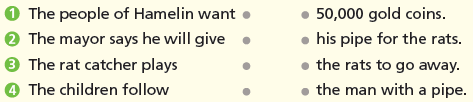 1 The people of Hamelin want • • 50,000 gold coins.
2 The mayor says he will give • • his pipe for the rats.
3 The rat catcher plays • • the rats to go away.
4 The children follow • • the man with a pipe.